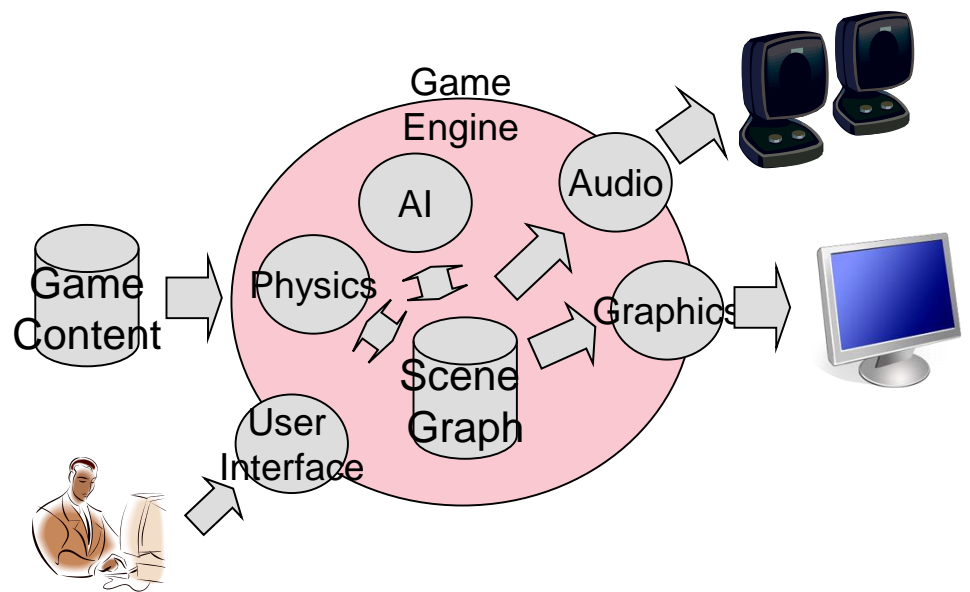 Game
Engine
AI
Audio
Game
Content
Physics
Graphics
Scene
Graph
User
Interface